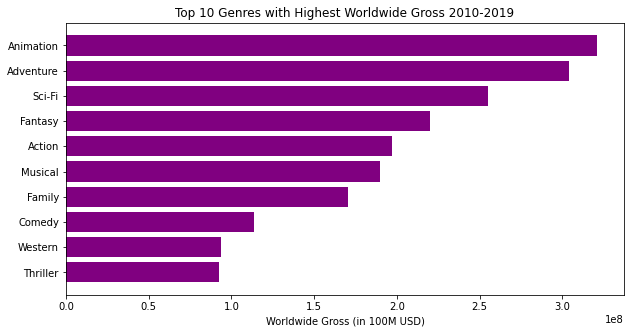 Top 10 Genres with Highest Worldwide Gross 2010-2019
Animation
Adventure
Sci-Fi
Fantasy
Action
Musical
Family
Comedy
Western
Thriller
0.0 0.5 1.0 1.5 2.0 2.5 3.0
1e8
Worldwide Gross (in 100M USD)